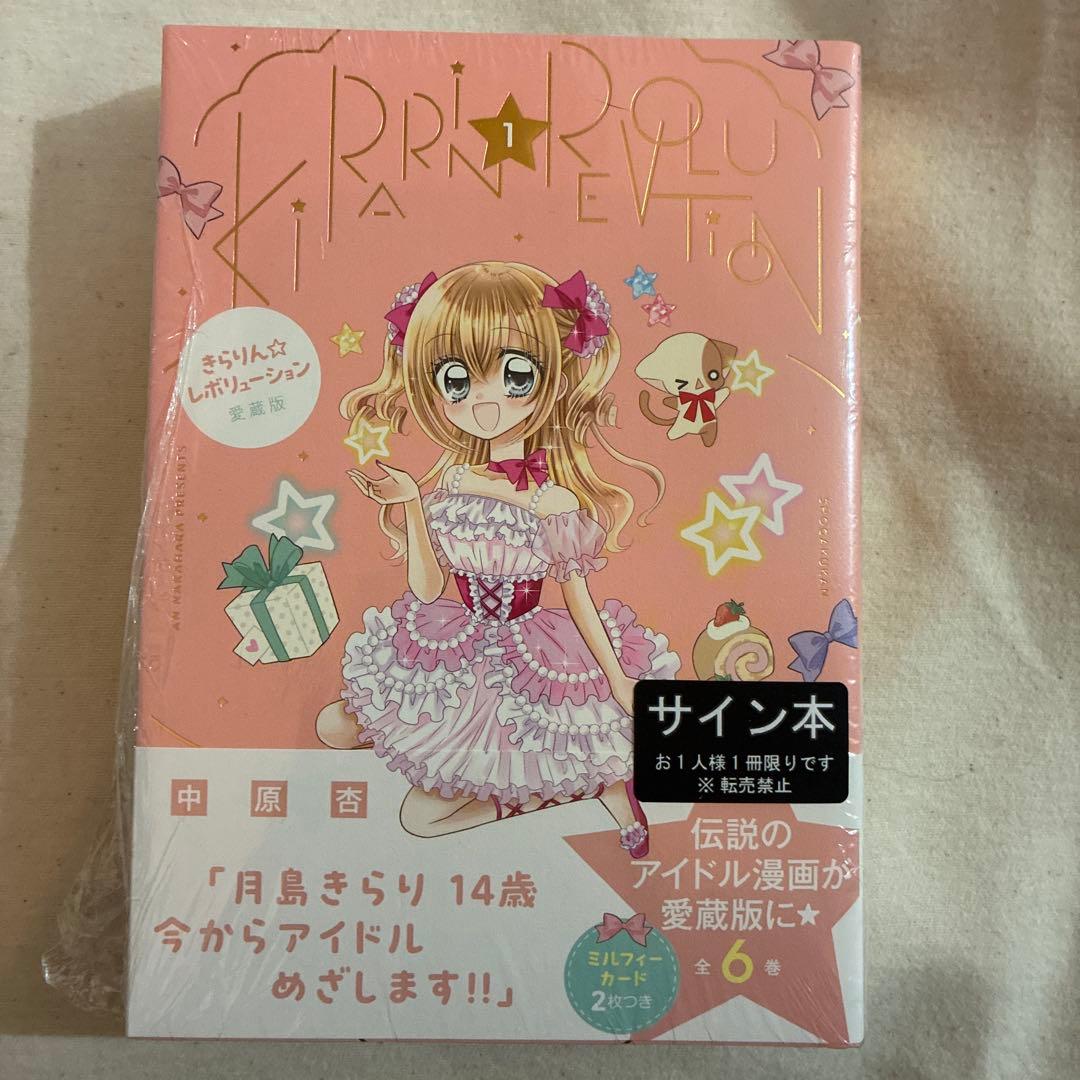 KiRARRiN REVOLUTiON
1
きらりん☆
レボリューション
愛蔵版
AN NAKAHARA PRESENTS
SHOGAKUKAN
サイン本
お1人様1冊限りです
※転売禁止
中原杏
「月島きらり 14歳
今からアイドル
めざします!!」
伝説の
アイドル漫画が
愛蔵版に★
全6巻
ミルフィー
カード
2枚つき